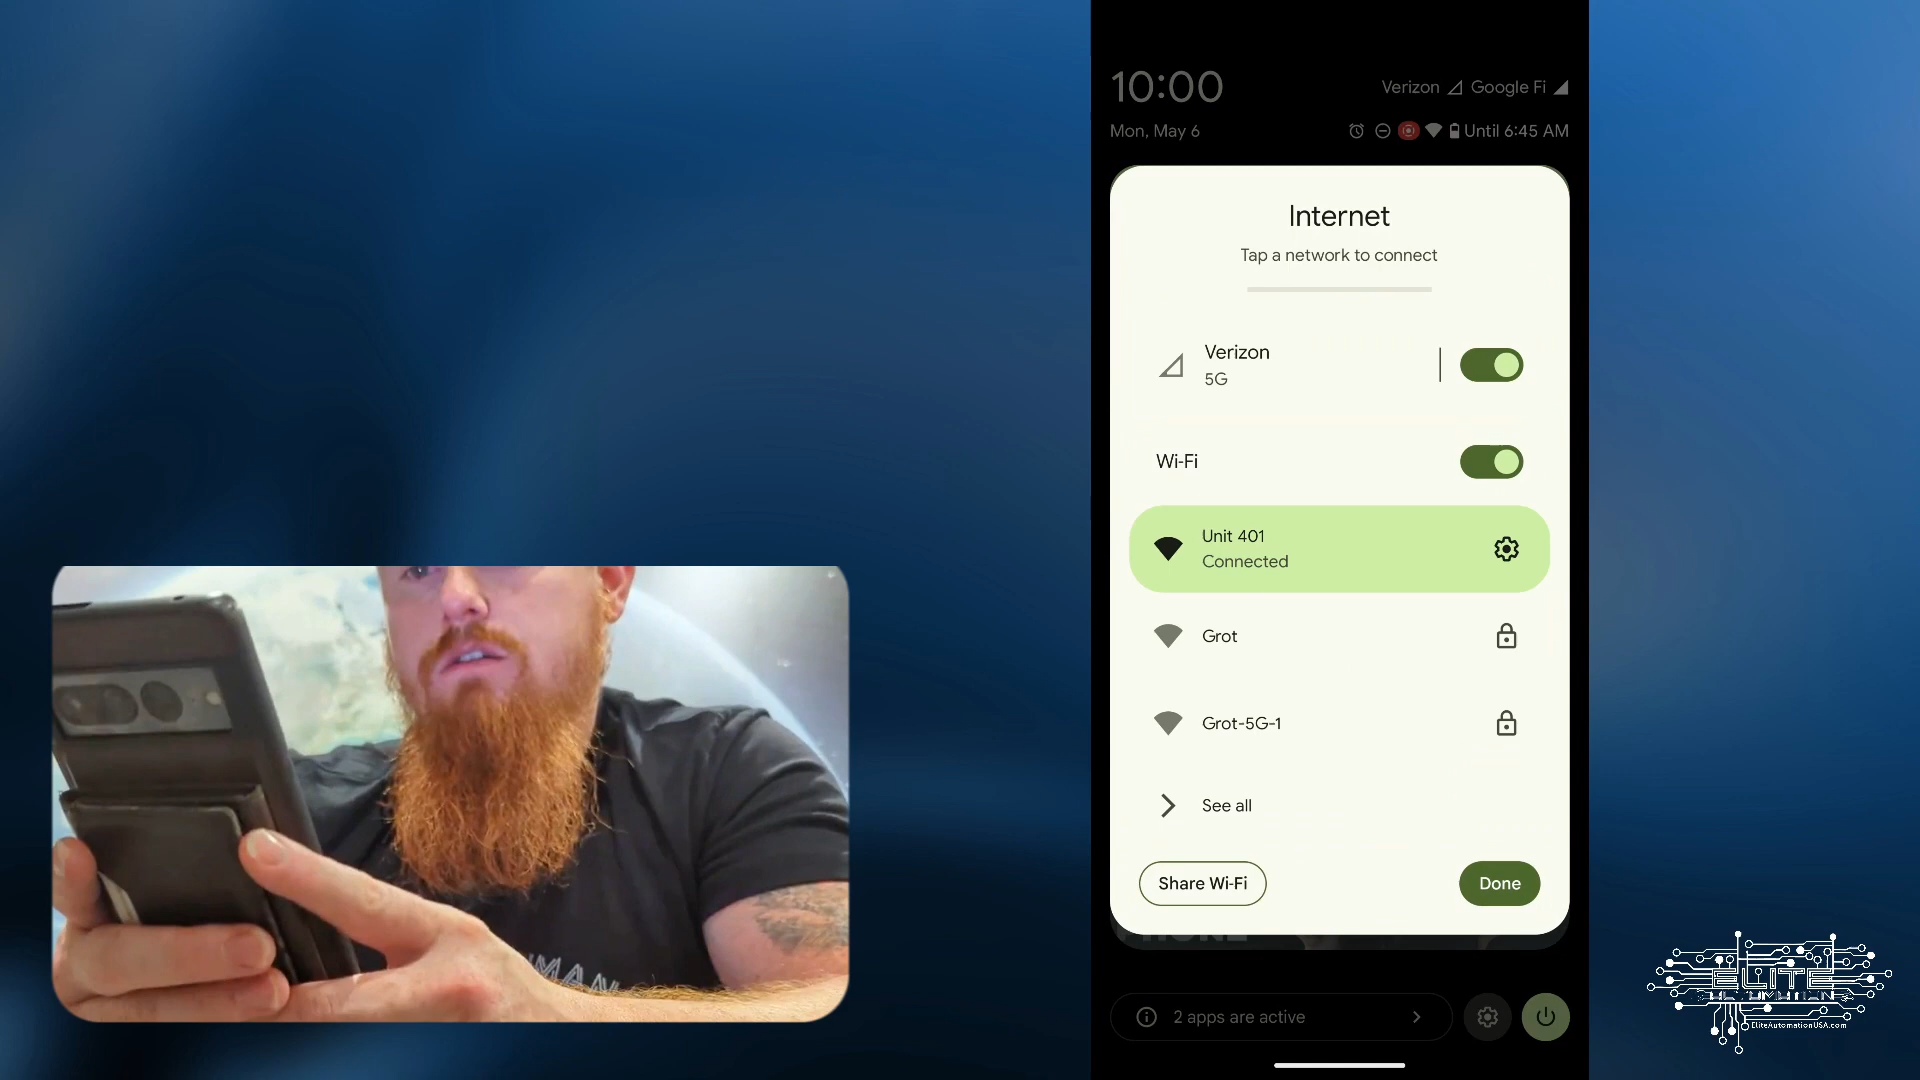 10:00
Verizon Google Fi
Mon, May 6
Until 6:45 AM
Internet
Tap a network to connect
Verizon
5G
Wi-Fi
Unit 401
Connected
Grot
Grot-5G-1
See all
Share Wi-Fi
Done
2 apps are active
ELITE
EliteAutomationUSA.com